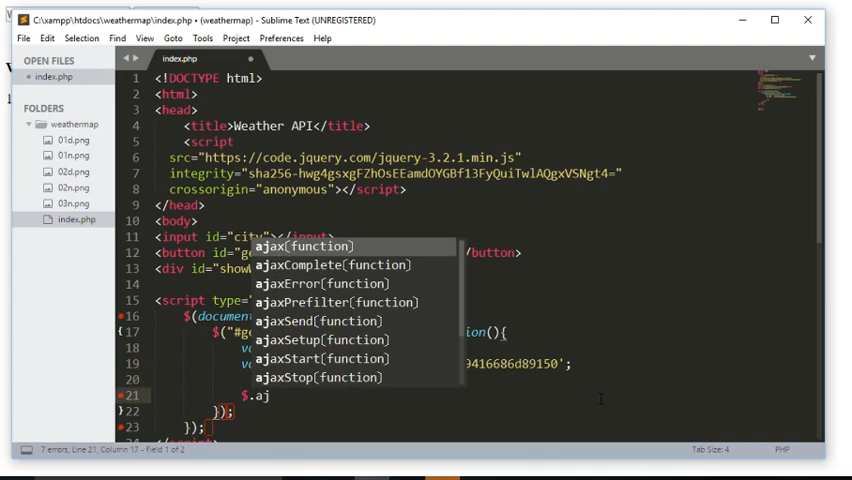 C:\xampp\htdocs\weathermap\index.php • (weathermap) - Sublime Text (UNREGISTERED)
File Edit Selection Find View Goto Tools Project Preferences Help
OPEN FILES
index.php
FOLDERS
weathermap
01d.png
01n.png
02d.png
02n.png
03n.png
index.php
index.php
1 <!DOCTYPE html>
2 <html>
3 <head>
4 <title>Weather API</title>
5 <script
6 src="https://code.jquery.com/jquery-3.2.1.min.js"
7 integrity="sha256-hwg4gsxgFZhOsEEamdOYGBf13FyQuiTwlAQgxVSNgt4="
8 crossorigin="anonymous"></script>
9 </head>
10 <body>
11 <input id="city"></input>
12 <button id="ge /button>
13 <div id="show
14
15 <script type="
16 $(documen
17 $("#ge ion(){
18 v
19 v 9416686d89150';
20
21 $.aj
22 });
23 });
ajax(function)
ajaxComplete(function)
ajaxError(function)
ajaxPrefilter(function)
ajaxSend(function)
ajaxSetup(function)
ajaxStart(function)
ajaxStop(function)
7 errors, Line 21, Column 17 - Field 1 of 2
Tab Size: 4
PHP